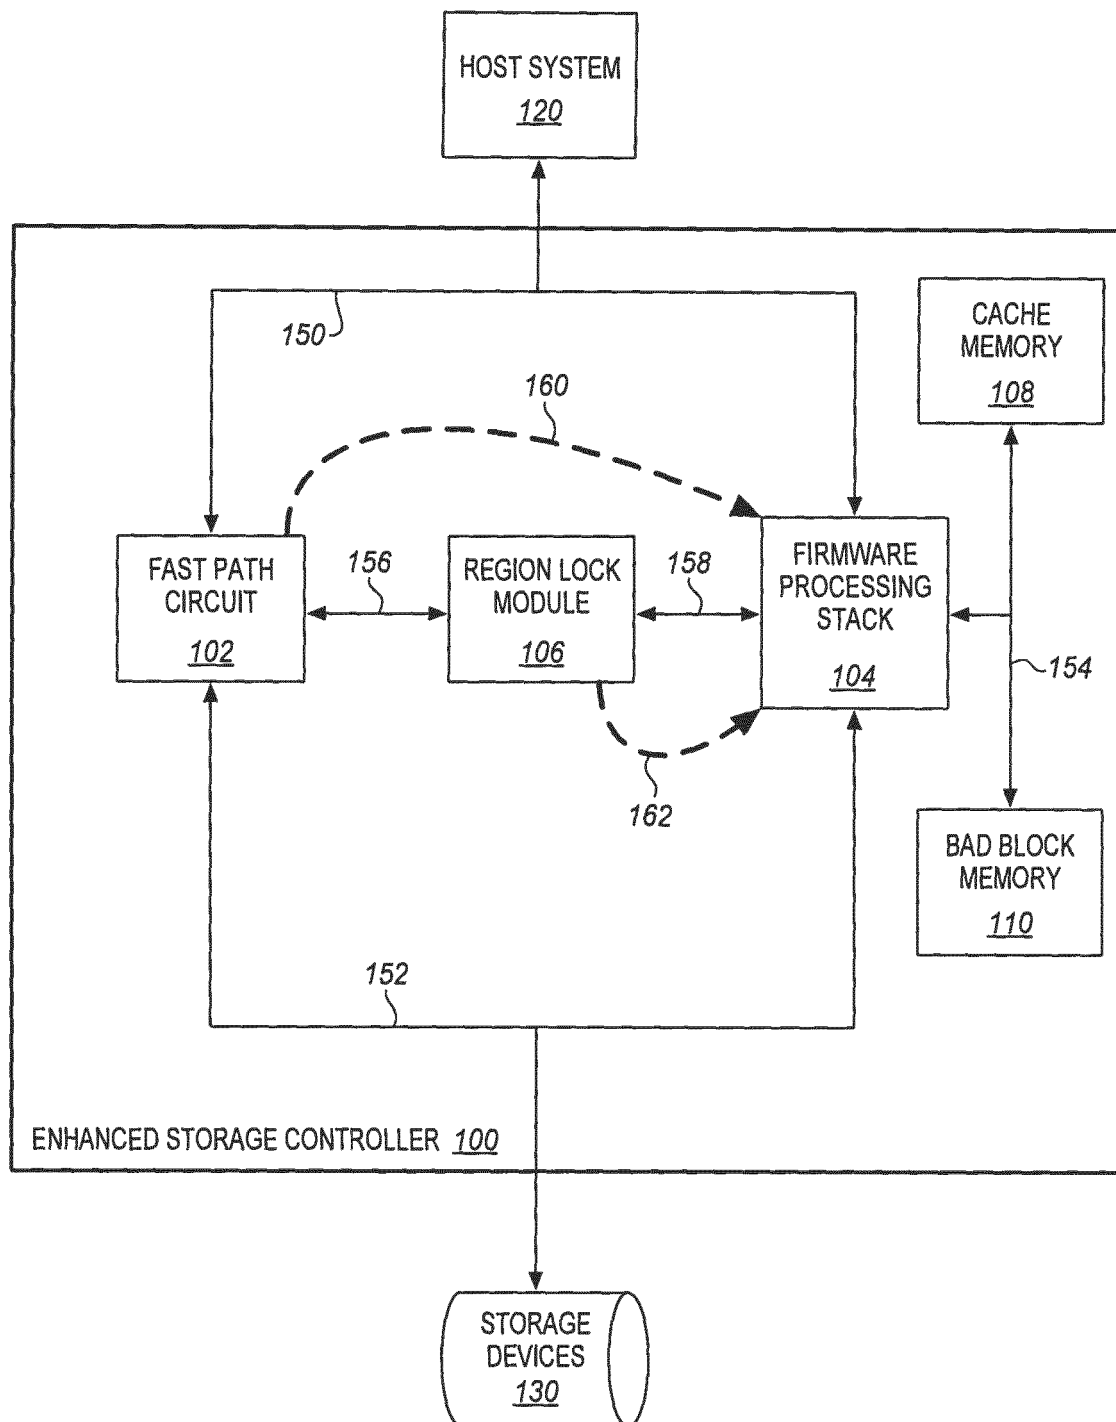 HOST SYSTEM
120
150
CACHE
MEMORY
108
160
FAST PATH
CIRCUIT
102
156
REGION LOCK
MODULE
106
158
FIRMWARE
PROCESSING
STACK
104
154
162
BAD BLOCK
MEMORY
110
152
ENHANCED STORAGE CONTROLLER 100
STORAGE
DEVICES
130